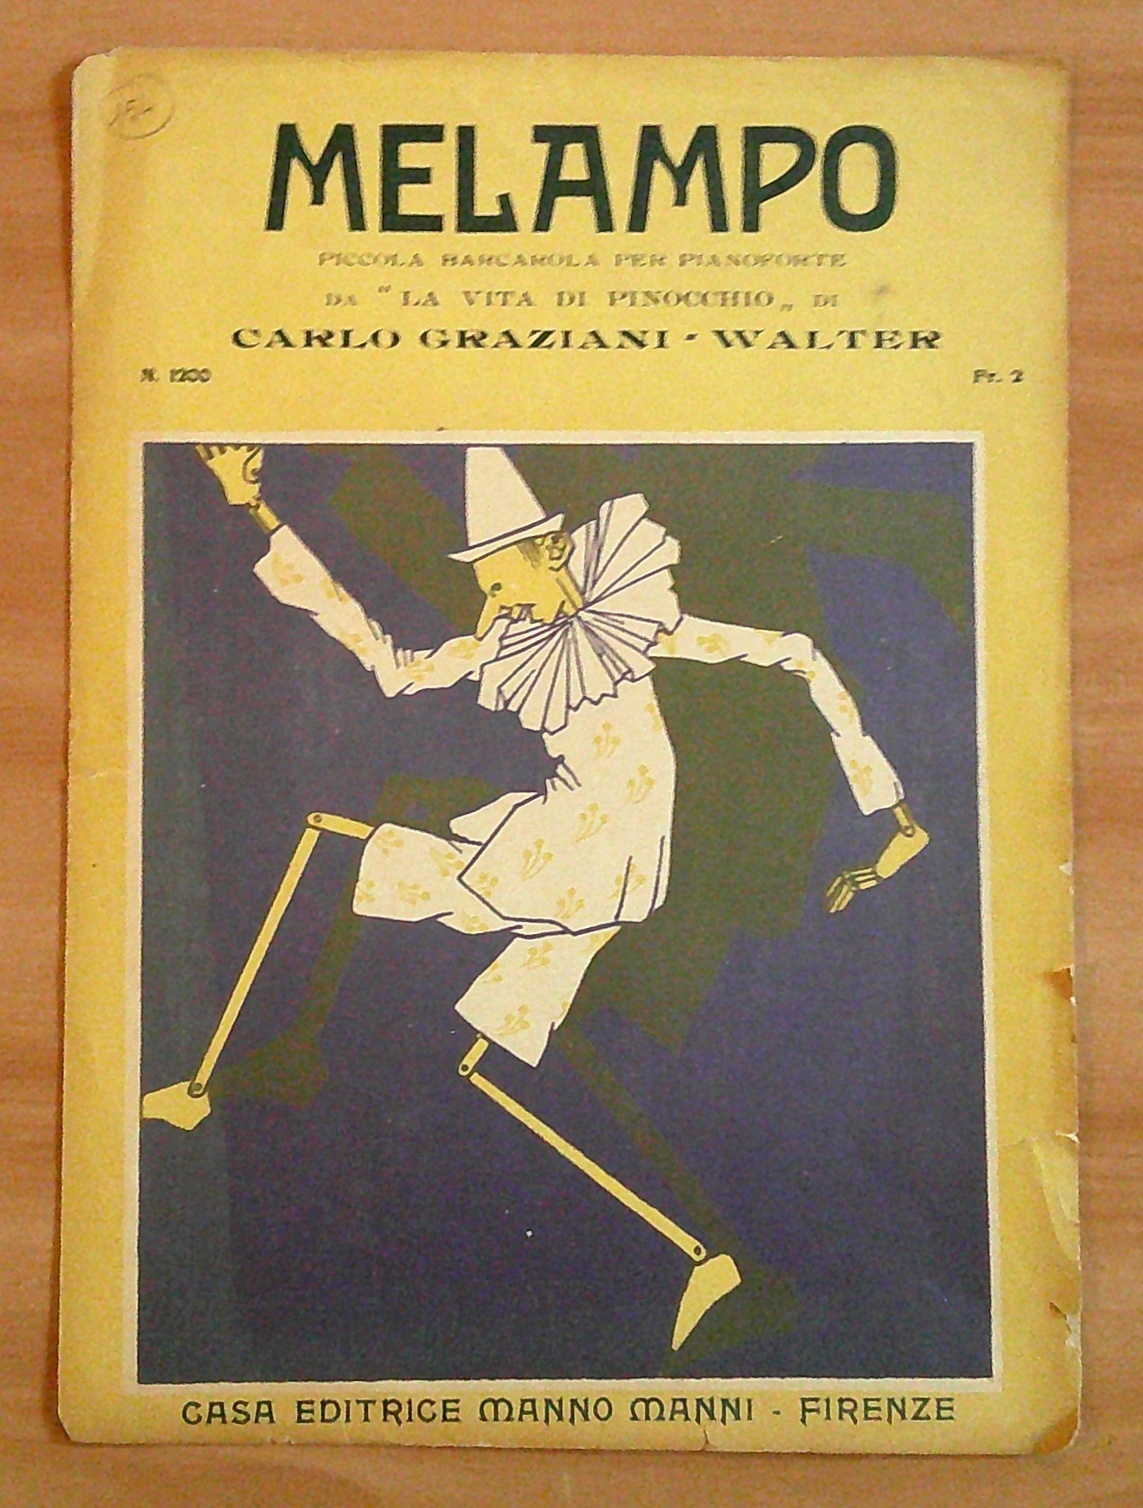 MELAMPO
PICCOLA BARCAROLA PER PIANOFORTE
DA " LA VITA DI PINOCCHIO „ DI
CARLO GRAZIANI - WALTER
N. 1200
Fr. 2
CASA EDITRICE MANNO MANNI - FIRENZE